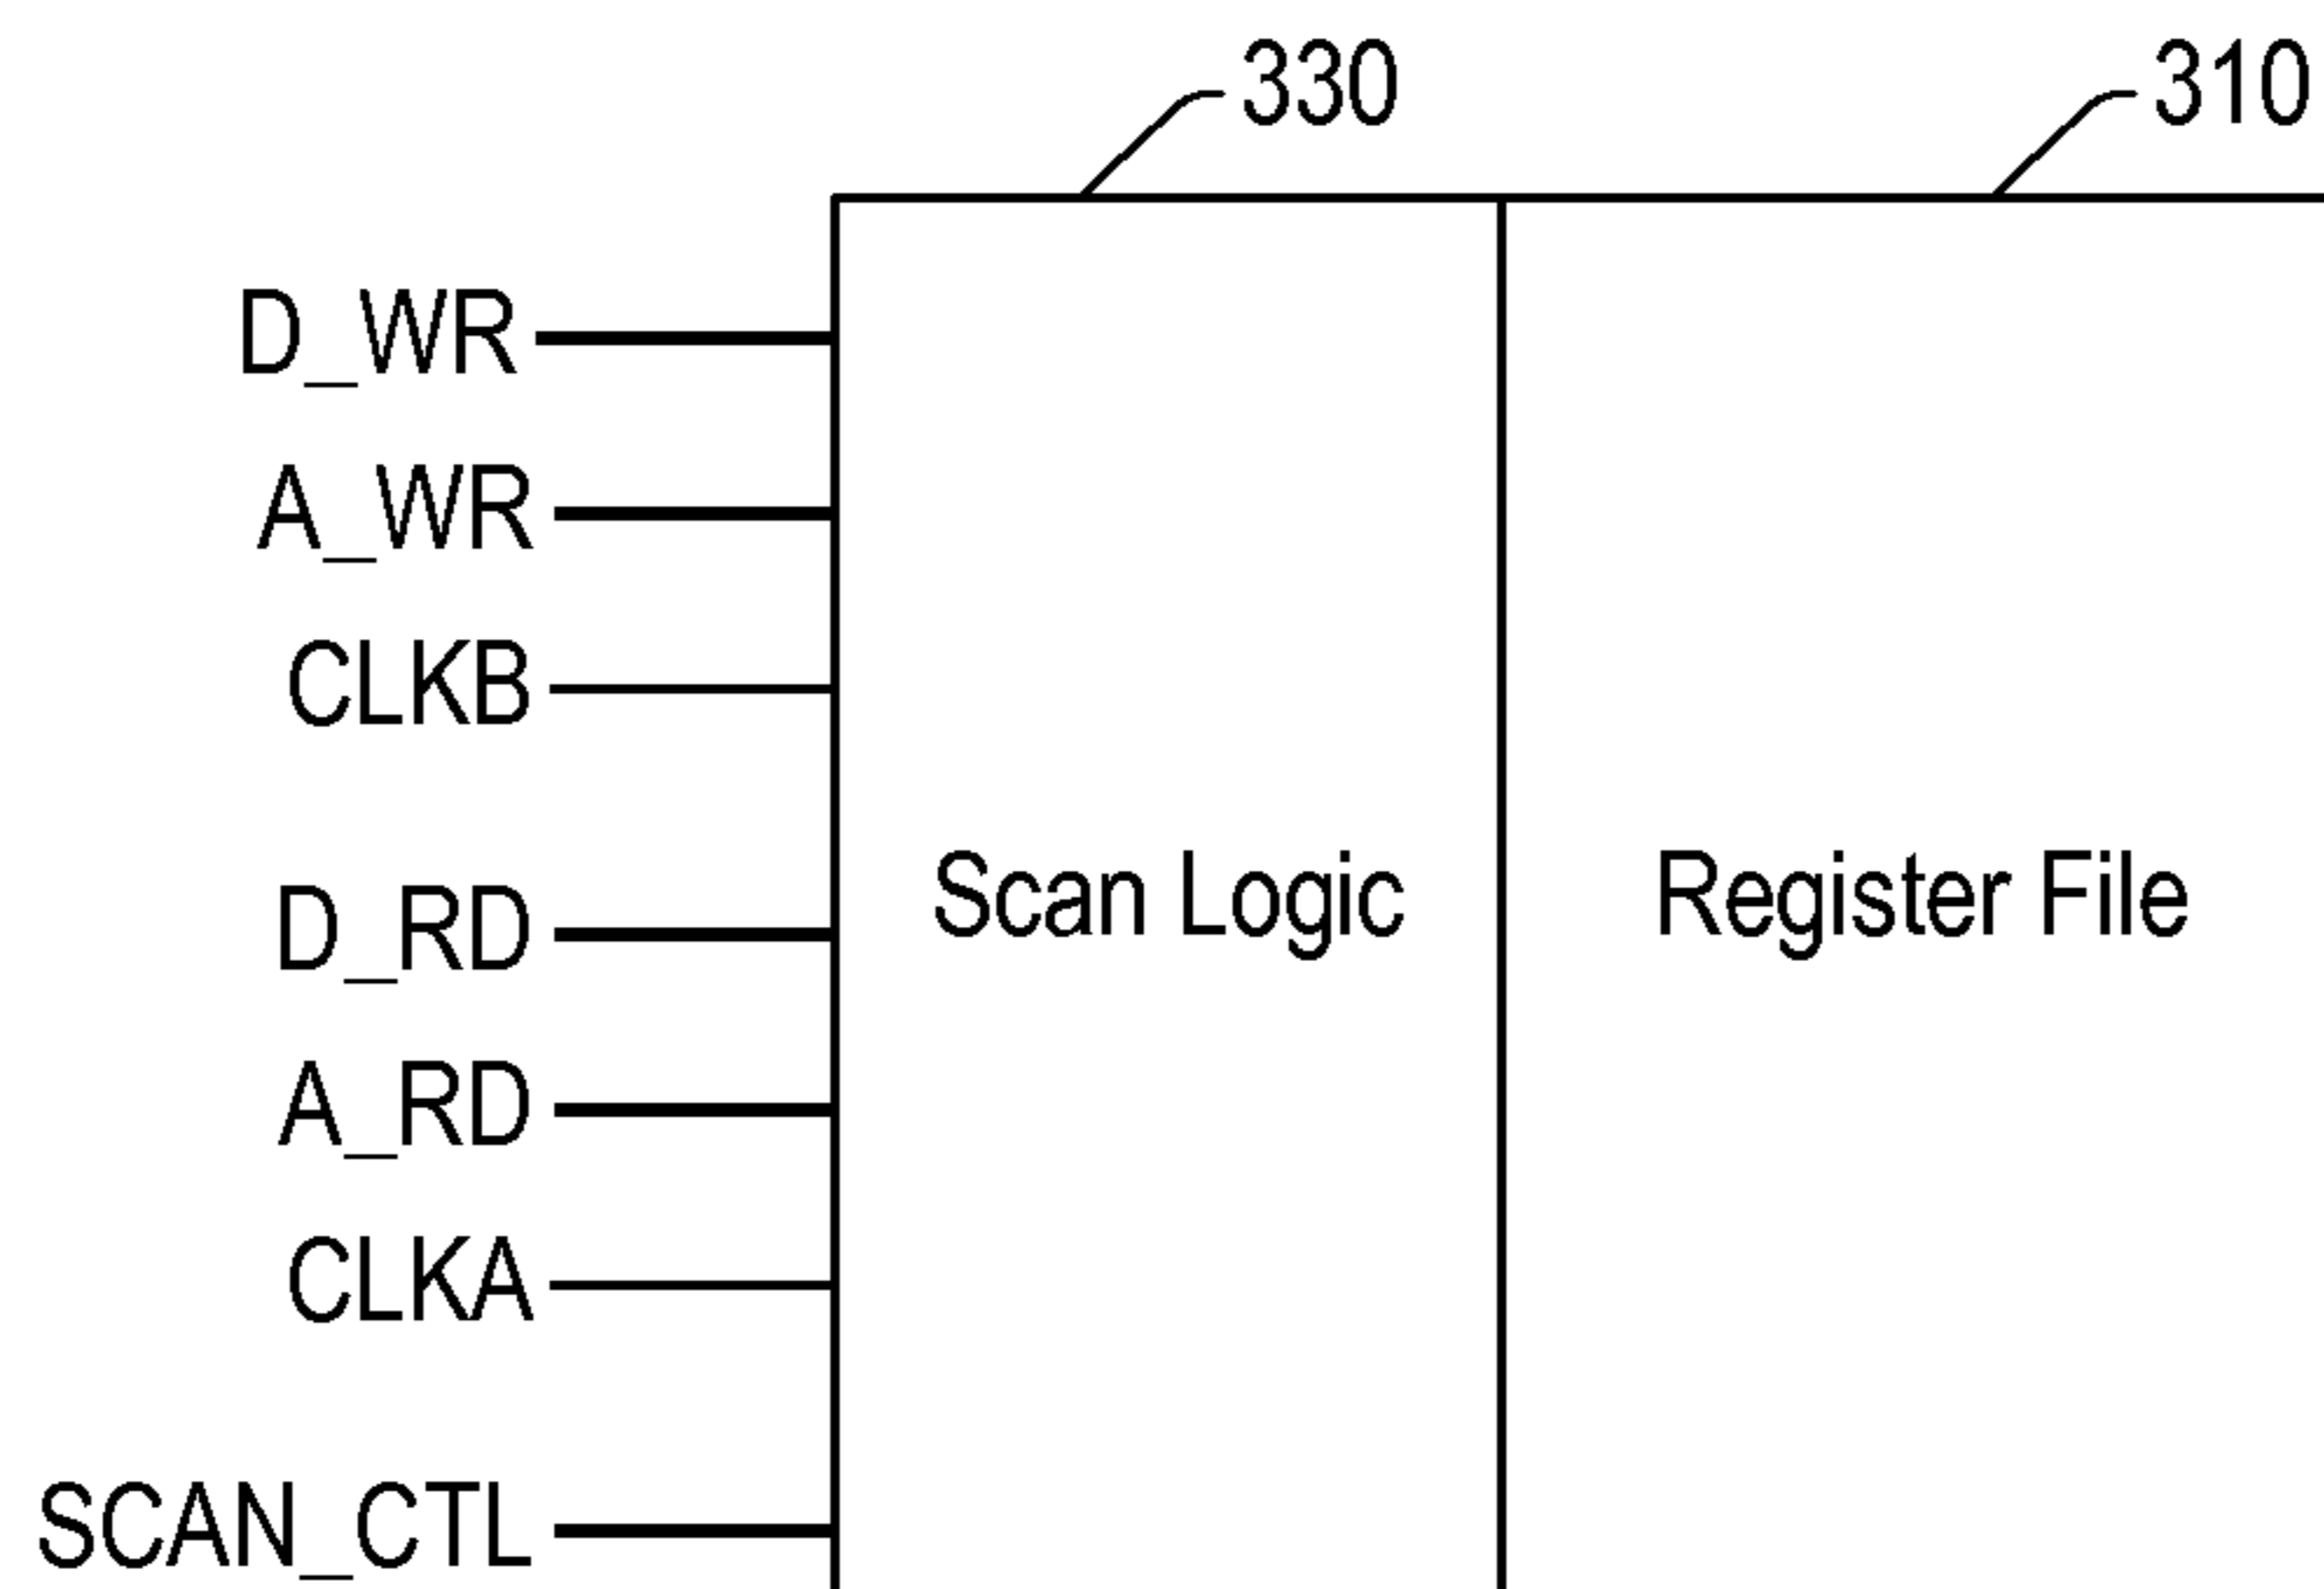 330
310
D_WR
A_WR
CLKB
D_RD
Scan Logic
Register File
A_RD
CLKA
SCAN_CTL